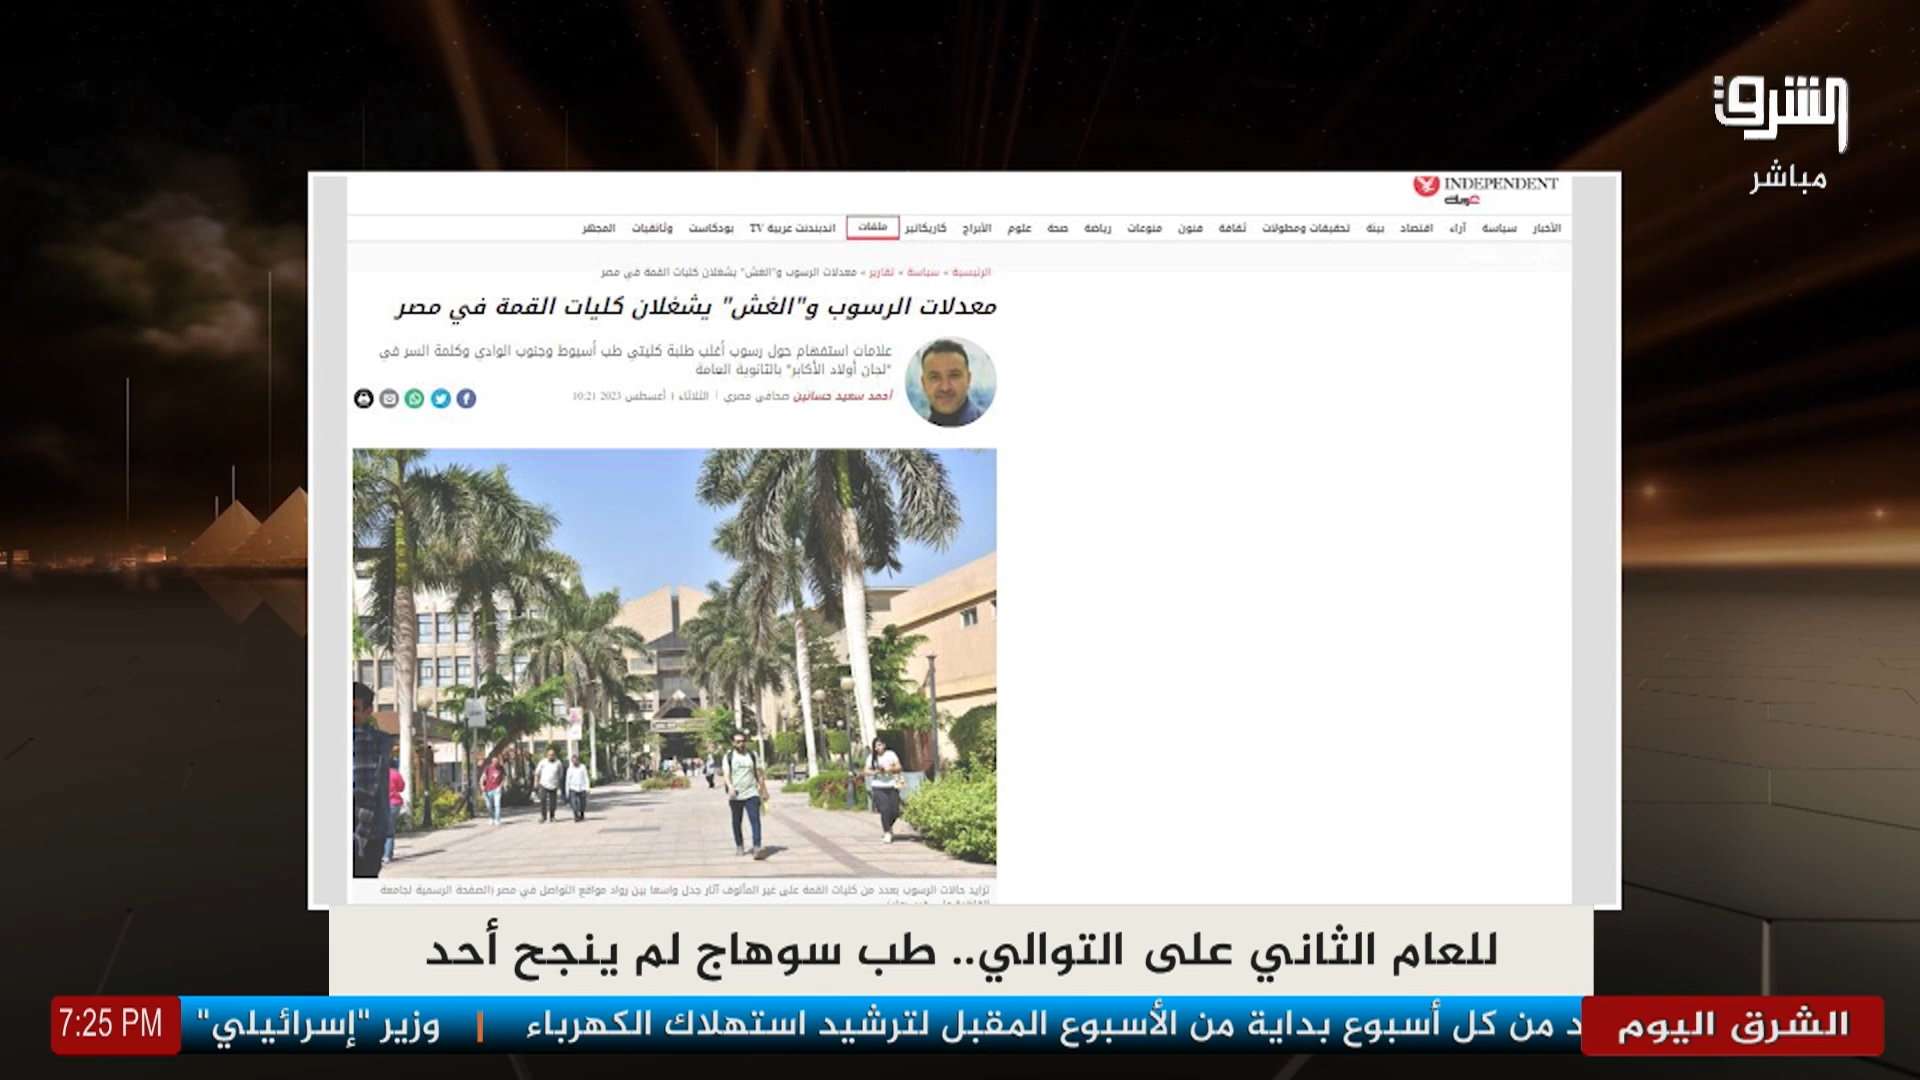 الشرق
مباشر
INDEPENDENT
عربية
الأخبار سياسة آراء اقتصاد بيئة تحقيقات ومطولات ثقافة فنون منوعات رياضة صحة علوم الأبراج كاريكاتير ملفات اندبندنت عربية TV بودكاست وثائقيات المجهر
الرئيسية » سياسة » تقارير » معدلات الرسوب و"الغش" يشغلان كليات القمة في مصر
معدلات الرسوب و"الغش" يشغلان كليات القمة في مصر
علامات استفهام حول رسوب أغلب طلبة كليتي طب أسيوط وجنوب الوادي وكلمة السر في
"لجان أولاد الأكابر" بالثانوية العامة
أحمد سعيد حسانين صحافي مصري | الثلاثاء 1 أغسطس 2023 10:21
تزايد حالات الرسوب بعدد من كليات القمة على غير المألوف أثار جدل واسعا بين رواد مواقع التواصل في مصر (الصفحة الرسمية لجامعة
للعام الثاني على التوالي.. طب سوهاج لم ينجح أحد
الشرق اليوم
د من كل أسبوع بداية من الأسبوع المقبل لترشيد استهلاك الكهرباء | وزير "إسرائيلي"
7:25 PM